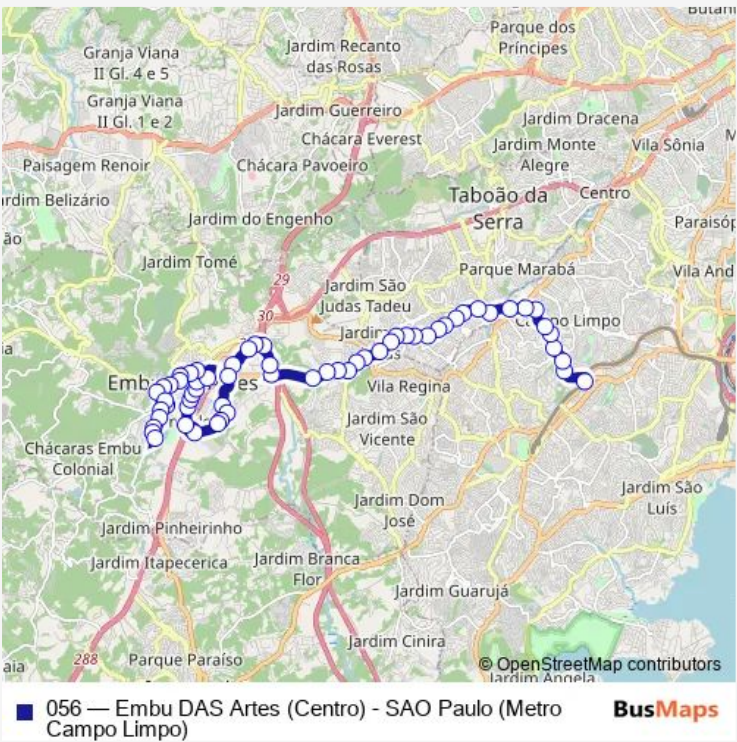 Butan
Parque dos
Príncipes
Granja Viana
II Gl. 4 e 5
Jardim Recanto
das Rosas
Granja Viana
II Gl. 1 e 2
Jardim Guerreiro
Jardim Dracena
Chácara Everest
Jardim Monte
Alegre
Vila Sônia
Paisagem Renoir
Chácara Pavoeiro
Taboão da
Serra
Centro
rdim Belizário
Jardim do Engenho
Paraisóp
ão
Jardim Tomé
Parque Marabá
Vila And
29
Jardim São
Judas Tadeu
30
Jardim
Campo Limpo
ia
Vila Regina
Jardim São
Vicente
Chácaras Embu
Colonial
Jardim São
Luís
Jardim Dom
José
Jardim Pinheirinho
Jardim Itapecerica
Jardim Branca
Flor
Jardim Guarujá
Jardim Cinira
288
Parque Paraíso
aia
© OpenStreetMap contributors
Jardim Angela
056 — Embu DAS Artes (Centro) - SAO Paulo (Metro
Campo Limpo)
BusMaps